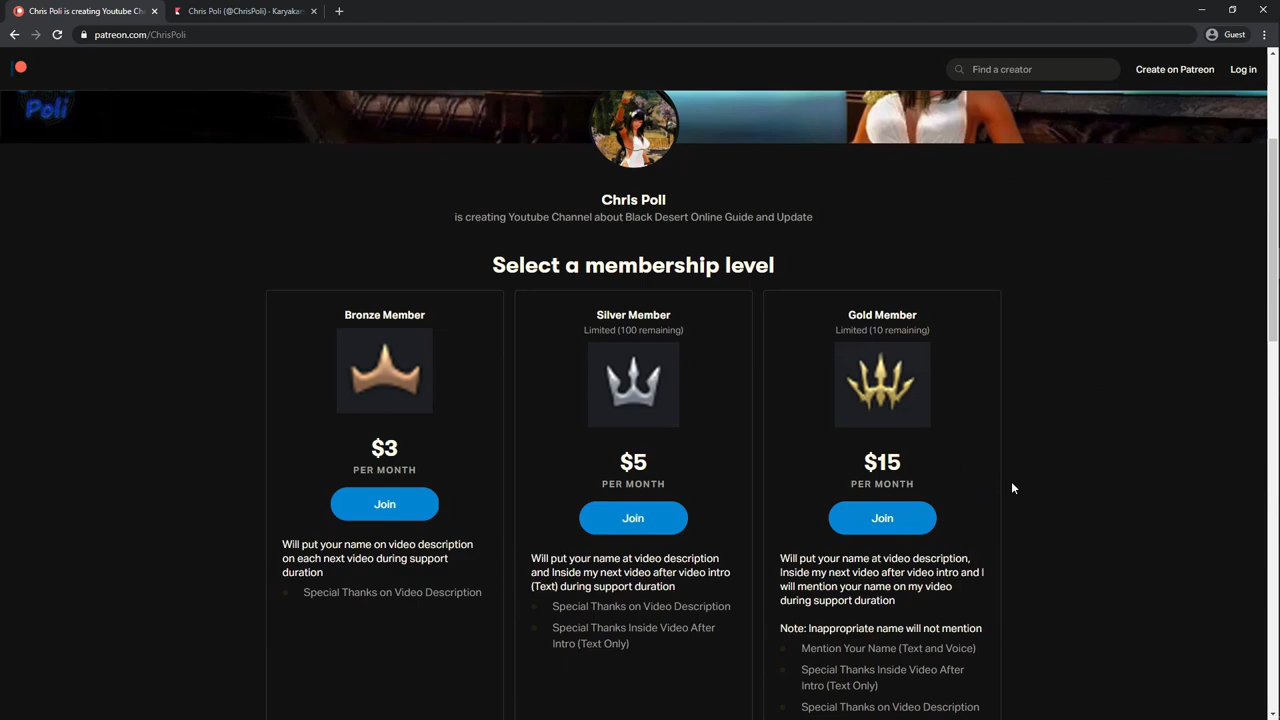 Chris Poli is creating Youtube Ch
Chris Poli (@ChrisPoli) - Karyakar
patreon.com/ChrisPoli
Guest
Find a creator
Create on Patreon
Log in
Poli
Chris Poli
is creating Youtube Channel about Black Desert Online Guide and Update
Select a membership level
Bronze Member
$3
PER MONTH
Join
Will put your name on video description
on each next video during support
duration
Special Thanks on Video Description
Silver Member
Limited (100 remaining)
$5
PER MONTH
Join
Will put your name at video description
and Inside my next video after video intro
(Text) during support duration
Special Thanks on Video Description
Special Thanks Inside Video After
Intro (Text Only)
Gold Member
Limited (10 remaining)
$15
PER MONTH
Join
Will put your name at video description,
Inside my next video after video intro and I
will mention your name on my video
during support duration
Note: Inappropriate name will not mention
Mention Your Name (Text and Voice)
Special Thanks Inside Video After
Intro (Text Only)
Special Thanks on Video Description